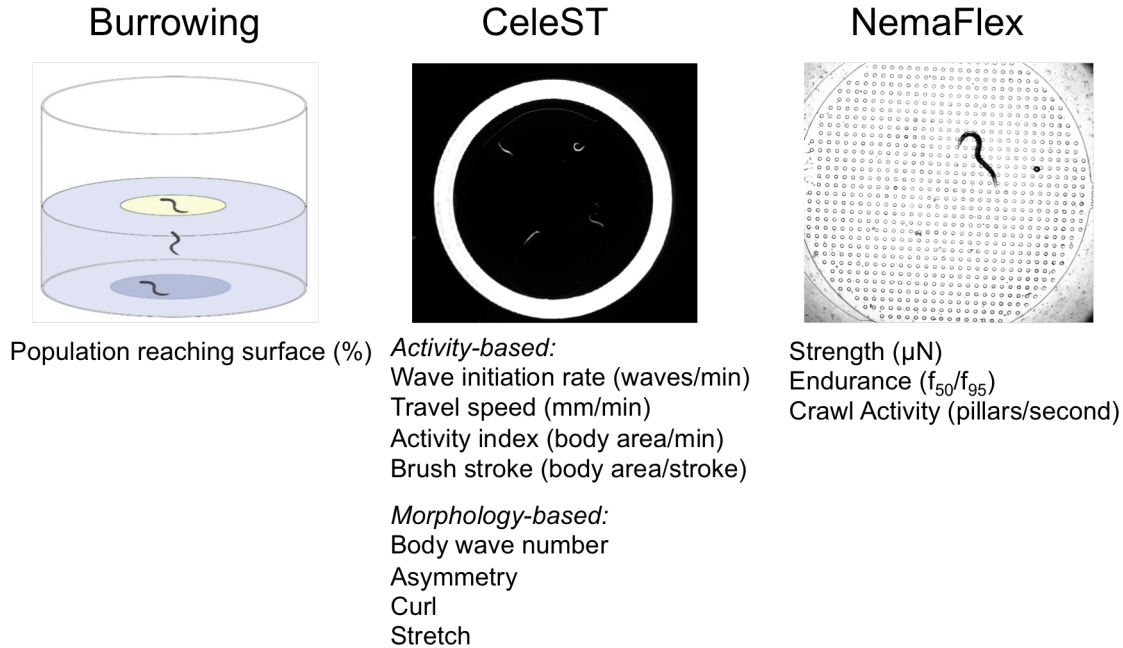 Burrowing
CeleST
NemaFlex
Population reaching surface (%)
Activity-based:
Wave initiation rate (waves/min)
Travel speed (mm/min)
Activity index (body area/min)
Brush stroke (body area/stroke)
Morphology-based:
Body wave number
Asymmetry
Curl
Stretch
Strength (µN)
Endurance (f50/f95)
Crawl Activity (pillars/second)